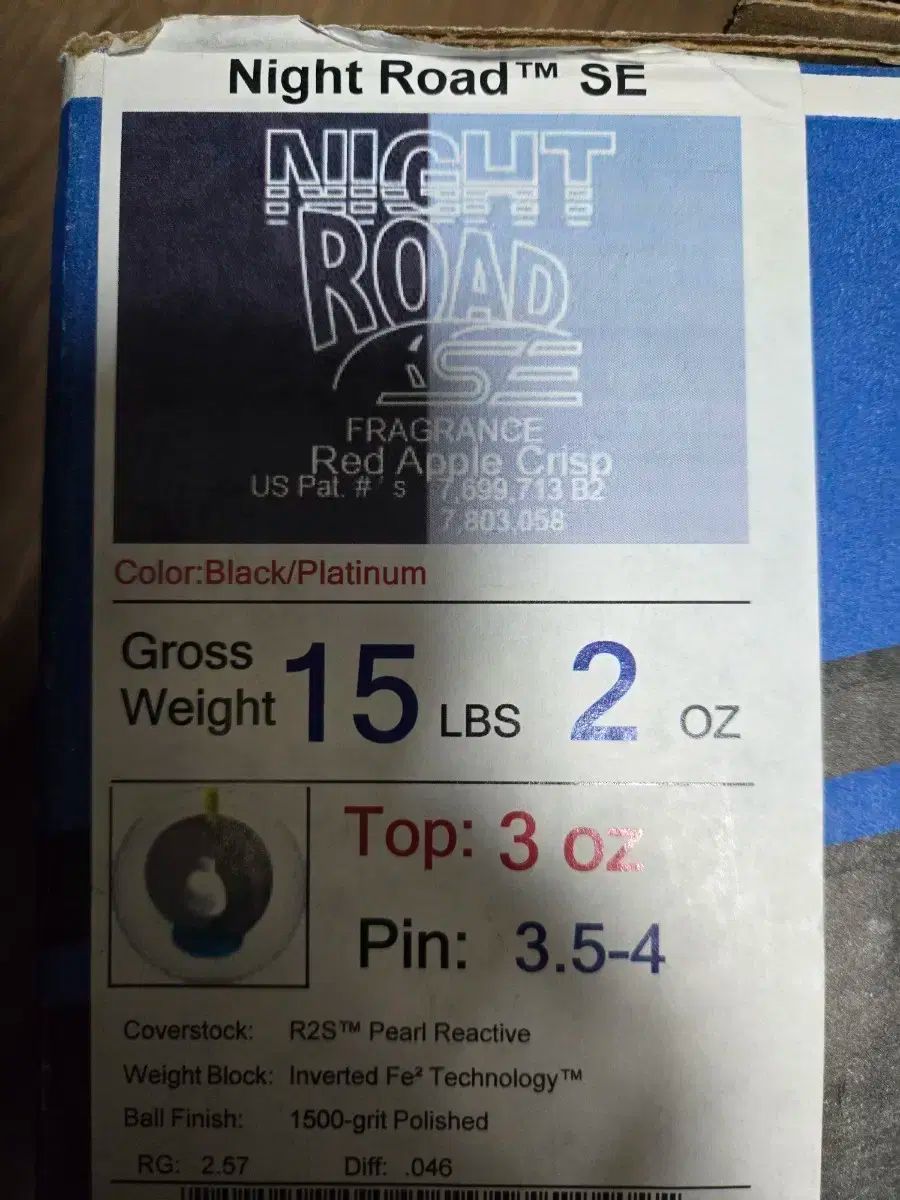 Night Road™ SE
NIGHT
ROAD
SE
FRAGRANCE
Red Apple Crisp
US Pat. #'s 7,699,713 B2
7,803,058
Color:Black/Platinum
Gross Weight 15 LBS 2 OZ
Top: 3 oz
Pin: 3.5-4
Coverstock: R2S™ Pearl Reactive
Weight Block: Inverted Fe² Technology™
Ball Finish: 1500-grit Polished
RG: 2.57 Diff: .046